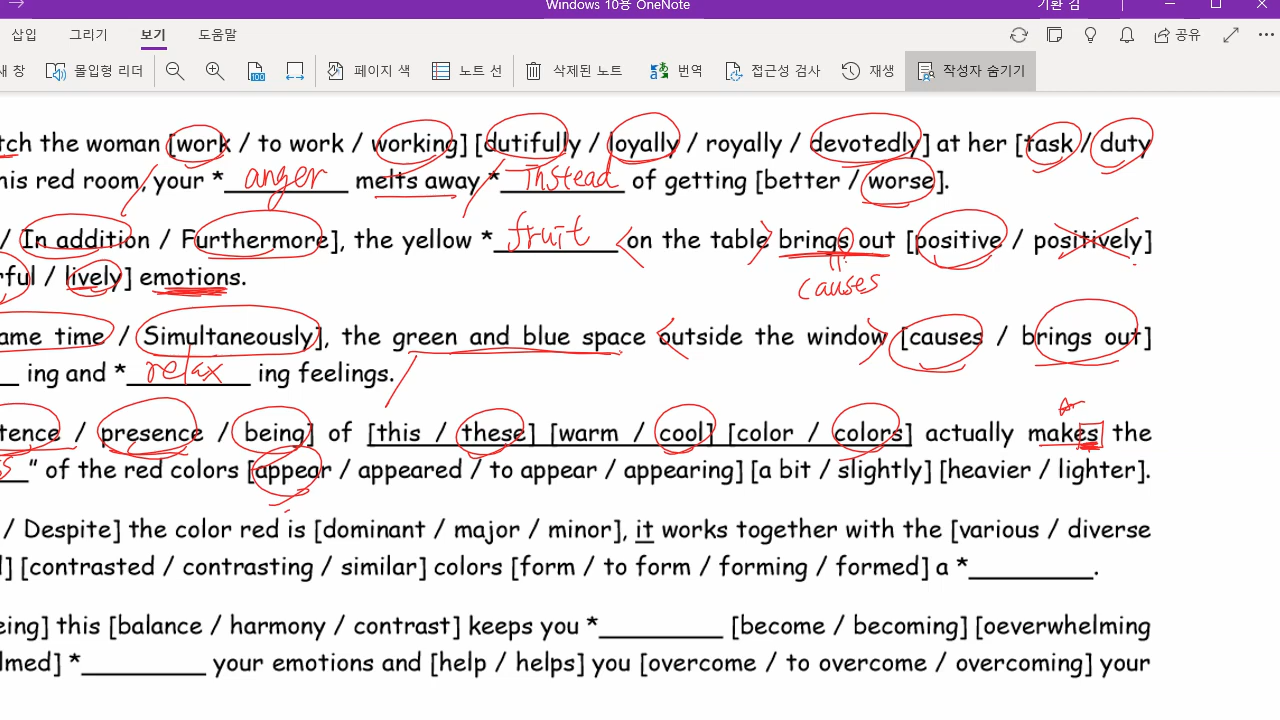 Windows 10용 OneNote 기환 김
삽입 그리기 보기 도움말 공유
새 창 몰입형 리더 페이지 색 노트 선 삭제된 노트 번역 접근성 검사 재생 작성자 숨기기
tch the woman [work / to work / working] [dutifully / loyally / royally / devotedly] at her [task / duty
his red room, your * anger melts away * Instead of getting [better / worse].
/ In addition / Furthermore], the yellow * fruit on the table brings out [positive / positively]
rful / lively] emotions.
causes
ame time / Simultaneously], the green and blue space outside the window [causes / brings out]
ing and * relax ing feelings.
tence / presence / being] of [this / these] [warm / cool] [color / colors] actually makes the
s " of the red colors [appear / appeared / to appear / appearing] [a bit / slightly] [heavier / lighter].
/ Despite] the color red is [dominant / major / minor], it works together with the [various / diverse
] [contrasted / contrasting / similar] colors [form / to form / forming / formed] a *__________.
eing] this [balance / harmony / contrast] keeps you *__________ [become / becoming] [oeverwhelming
lmed] *__________ your emotions and [help / helps] you [overcome / to overcome / overcoming] your